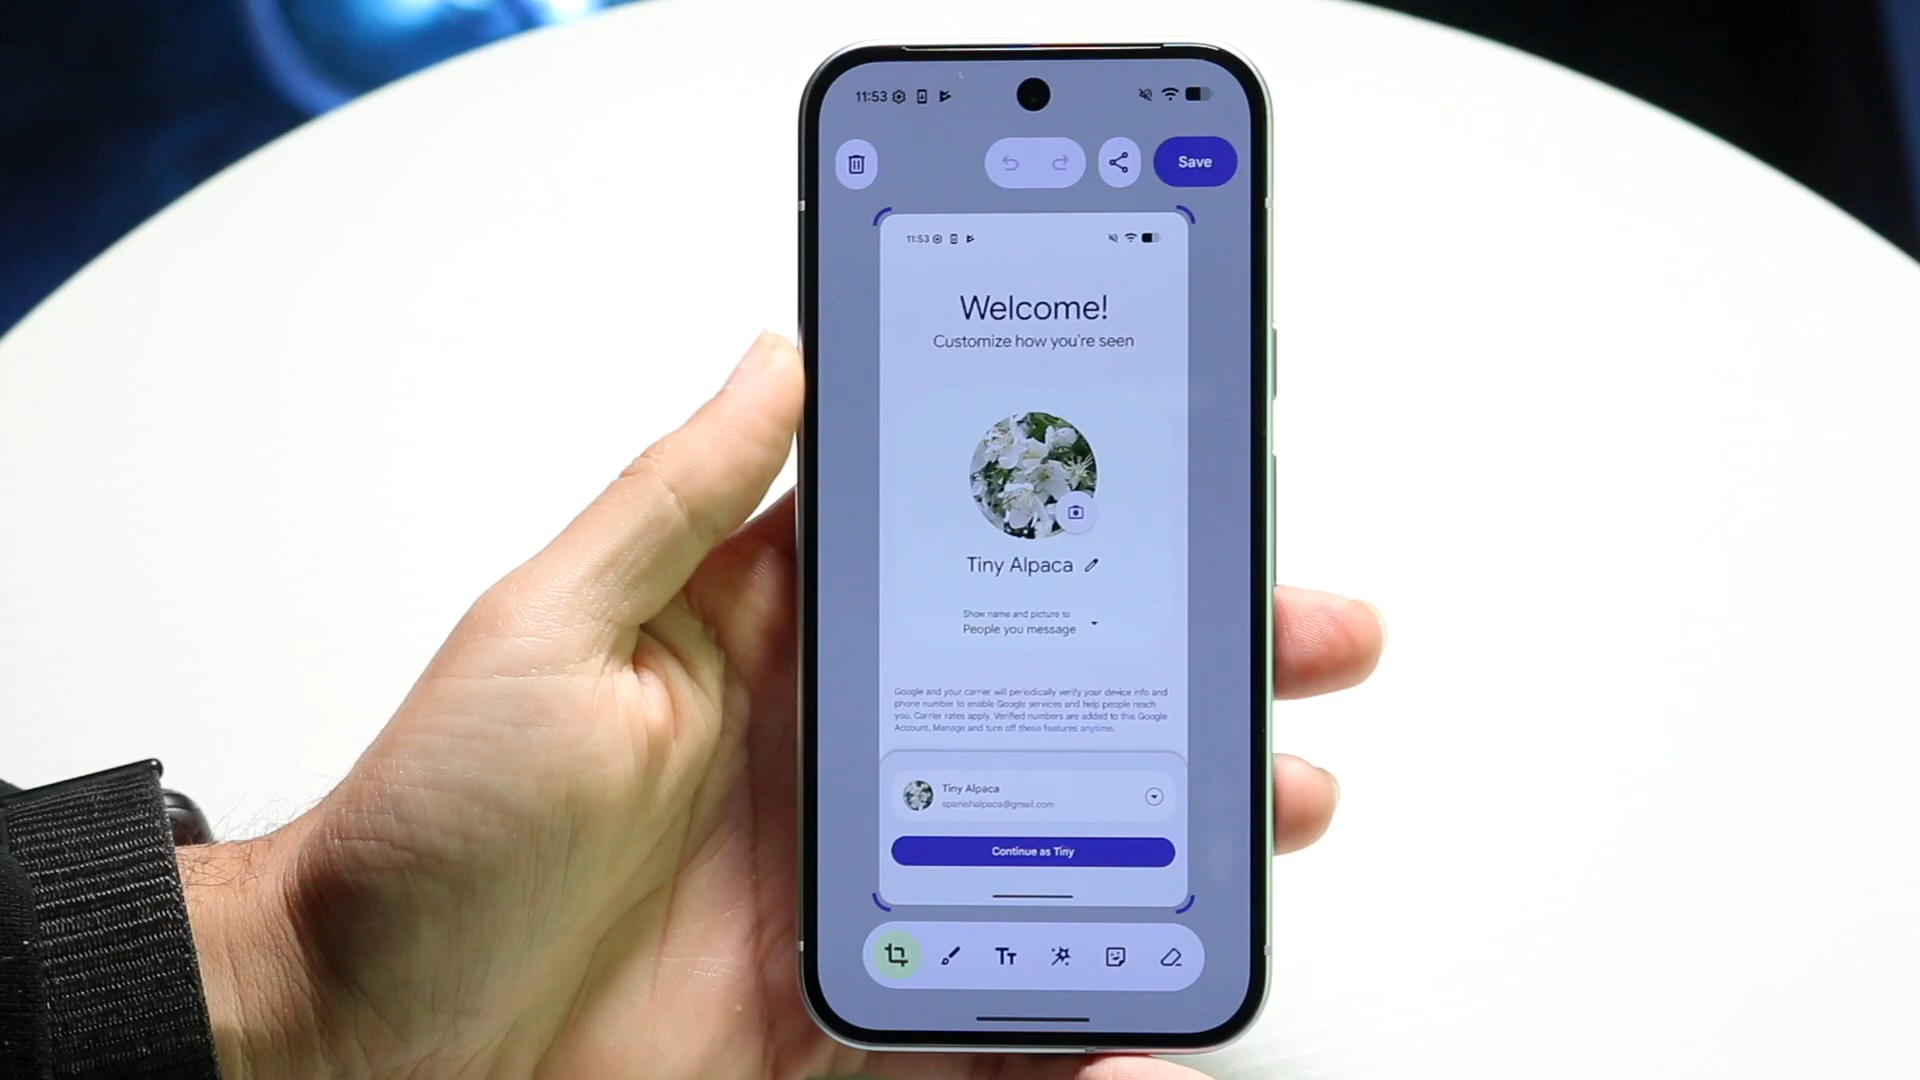 11:53
Save
11:53
Welcome!
Customize how you're seen
Tiny Alpaca
Show name and picture to
People you message
Google and your carrier will periodically verify your device info and
phone number to enable Google services and help people reach
you. Carrier rates apply. Verified numbers are added to this Google
Account. Manage and turn off these features anytime.
Tiny Alpaca
spanishalpaca@gmail.com
Continue as Tiny
Tт